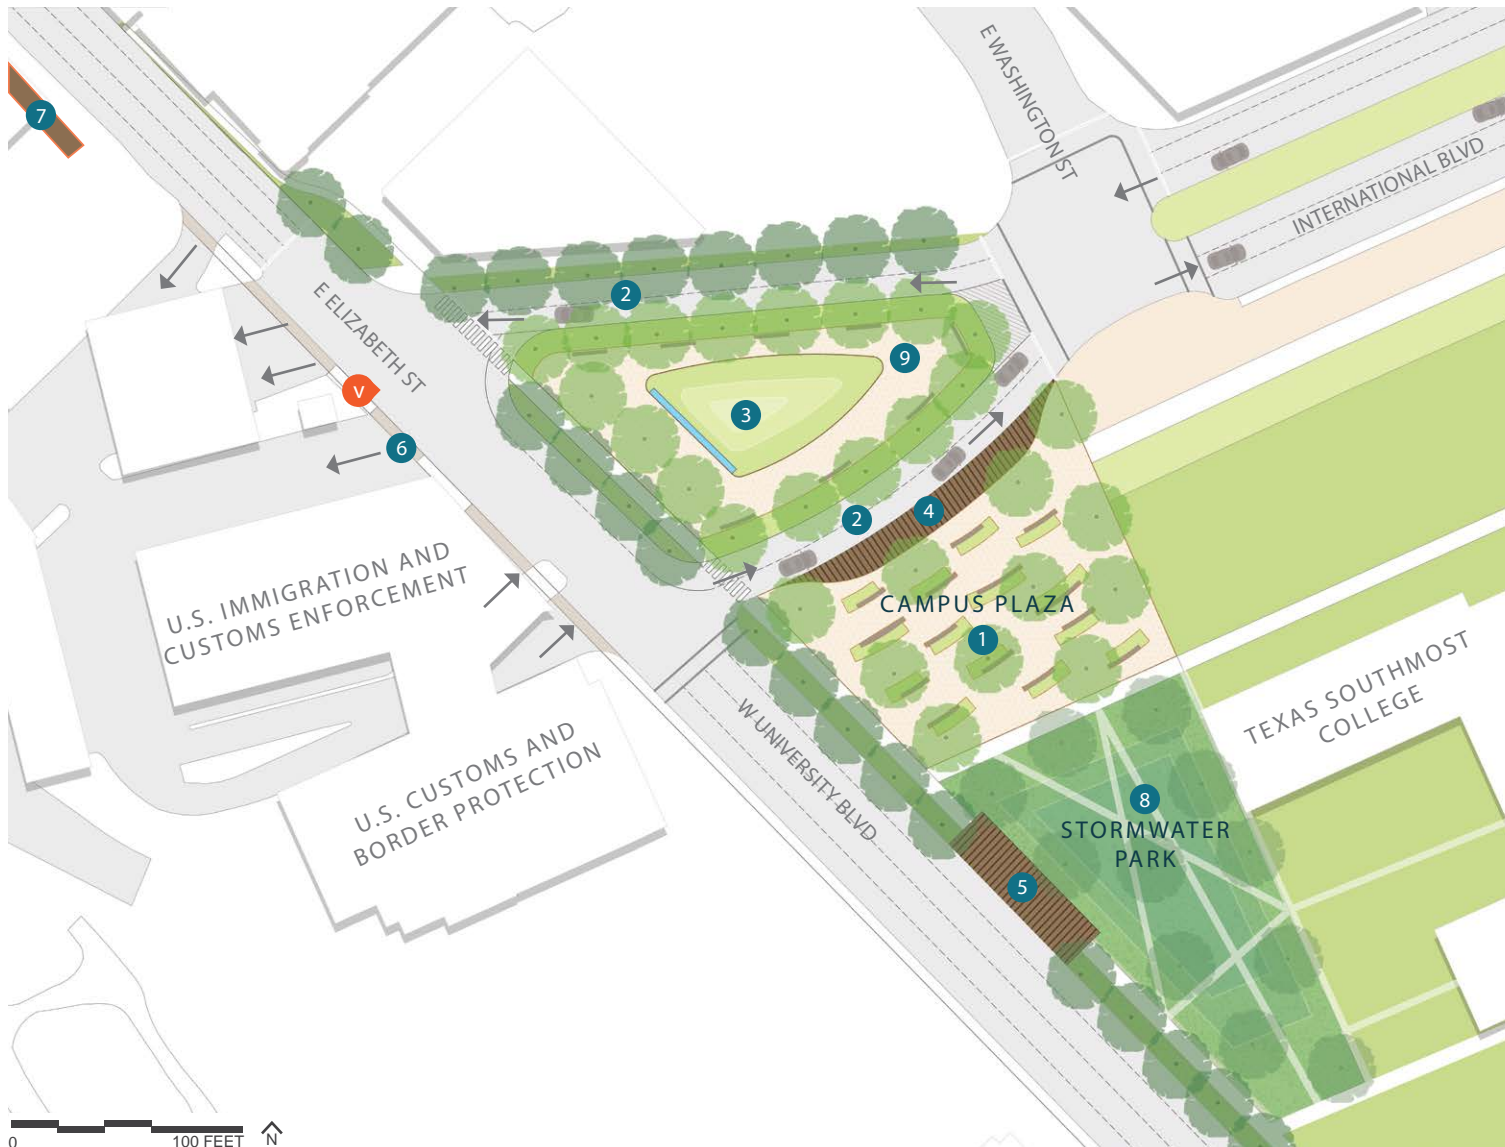 E WASHINGTON ST
INTERNATIONAL BLVD
7
2
E ELIZABETH ST
9
V
3
6
4
2
U.S. IMMIGRATION AND
CUSTOMS ENFORCEMENT
CAMPUS PLAZA
1
TEXAS SOUTHMOST
COLLEGE
U.S. CUSTOMS AND
BORDER PROTECTION
W UNIVERSITY BLVD
8
STORMWATER
PARK
5
0
100 FEET
N